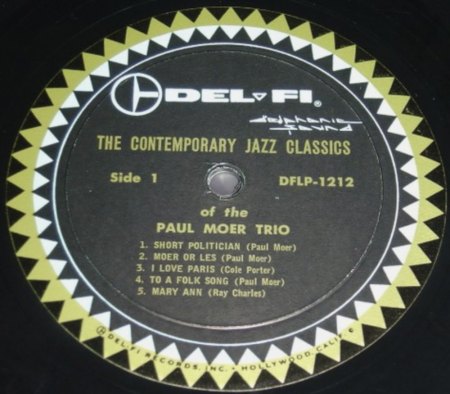 DEL-FI®
delphonic
sound
THE CONTEMPORARY JAZZ CLASSICS
Side 1 DFLP-1212
of the
PAUL MOER TRIO
1. SHORT POLITICIAN (Paul Moer)
2. MOER OR LES (Paul Moer)
3. I LOVE PARIS (Cole Porter)
4. TO A FOLK SONG (Paul Moer)
5. MARY ANN (Ray Charles)
DEL-FI RECORDS, INC. • HOLLYWOOD, CALIF.